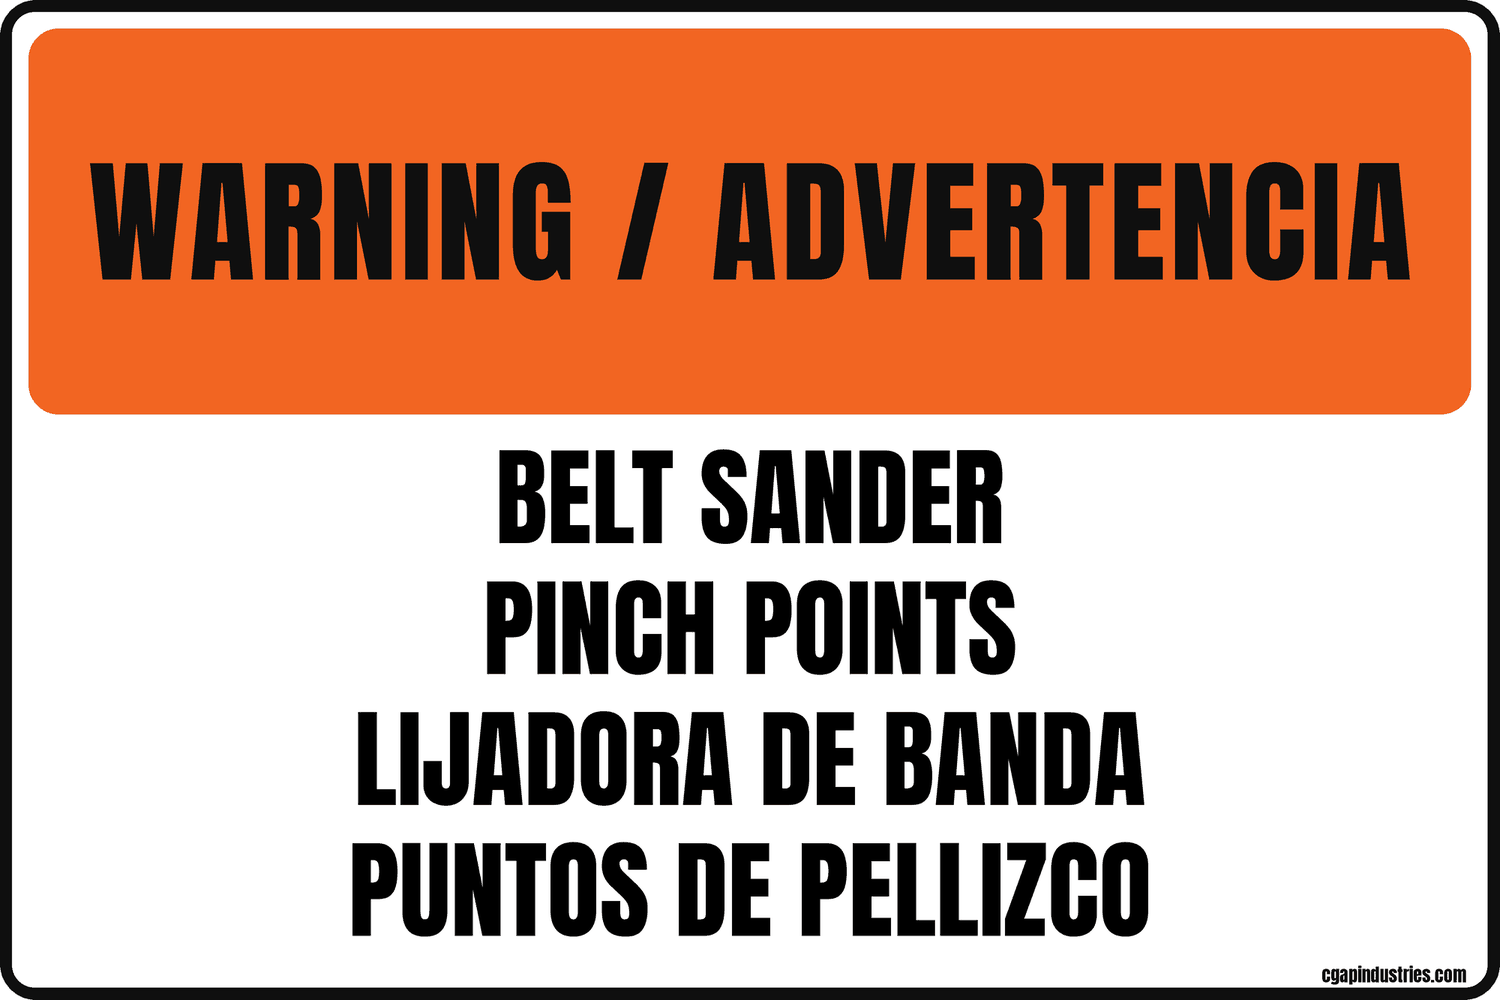 WARNING / ADVERTENCIA
BELT SANDER
PINCH POINTS
LIJADORA DE BANDA
PUNTOS DE PELLIZCO
cgapindustries.com